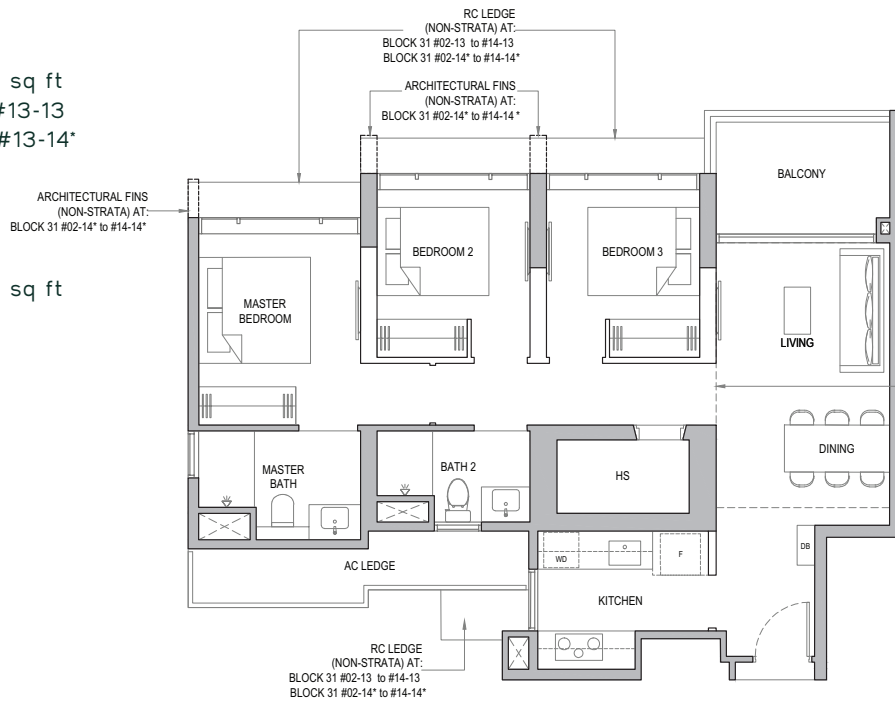 sq ft
#13-13
#13-14*
sq ft
RC LEDGE
(NON-STRATA) AT:
BLOCK 31 #02-13 to #14-13
BLOCK 31 #02-14* to #14-14*
ARCHITECTURAL FINS
(NON-STRATA) AT:
BLOCK 31 #02-14* to #14-14*
ARCHITECTURAL FINS
(NON-STRATA) AT:
BLOCK 31 #02-14* to #14-14*
BALCONY
BEDROOM 2
BEDROOM 3
MASTER
BEDROOM
LIVING
DINING
MASTER
BATH
BATH 2
HS
WD
F
DB
AC LEDGE
KITCHEN
RC LEDGE
(NON-STRATA) AT:
BLOCK 31 #02-13 to #14-13
BLOCK 31 #02-14* to #14-14*